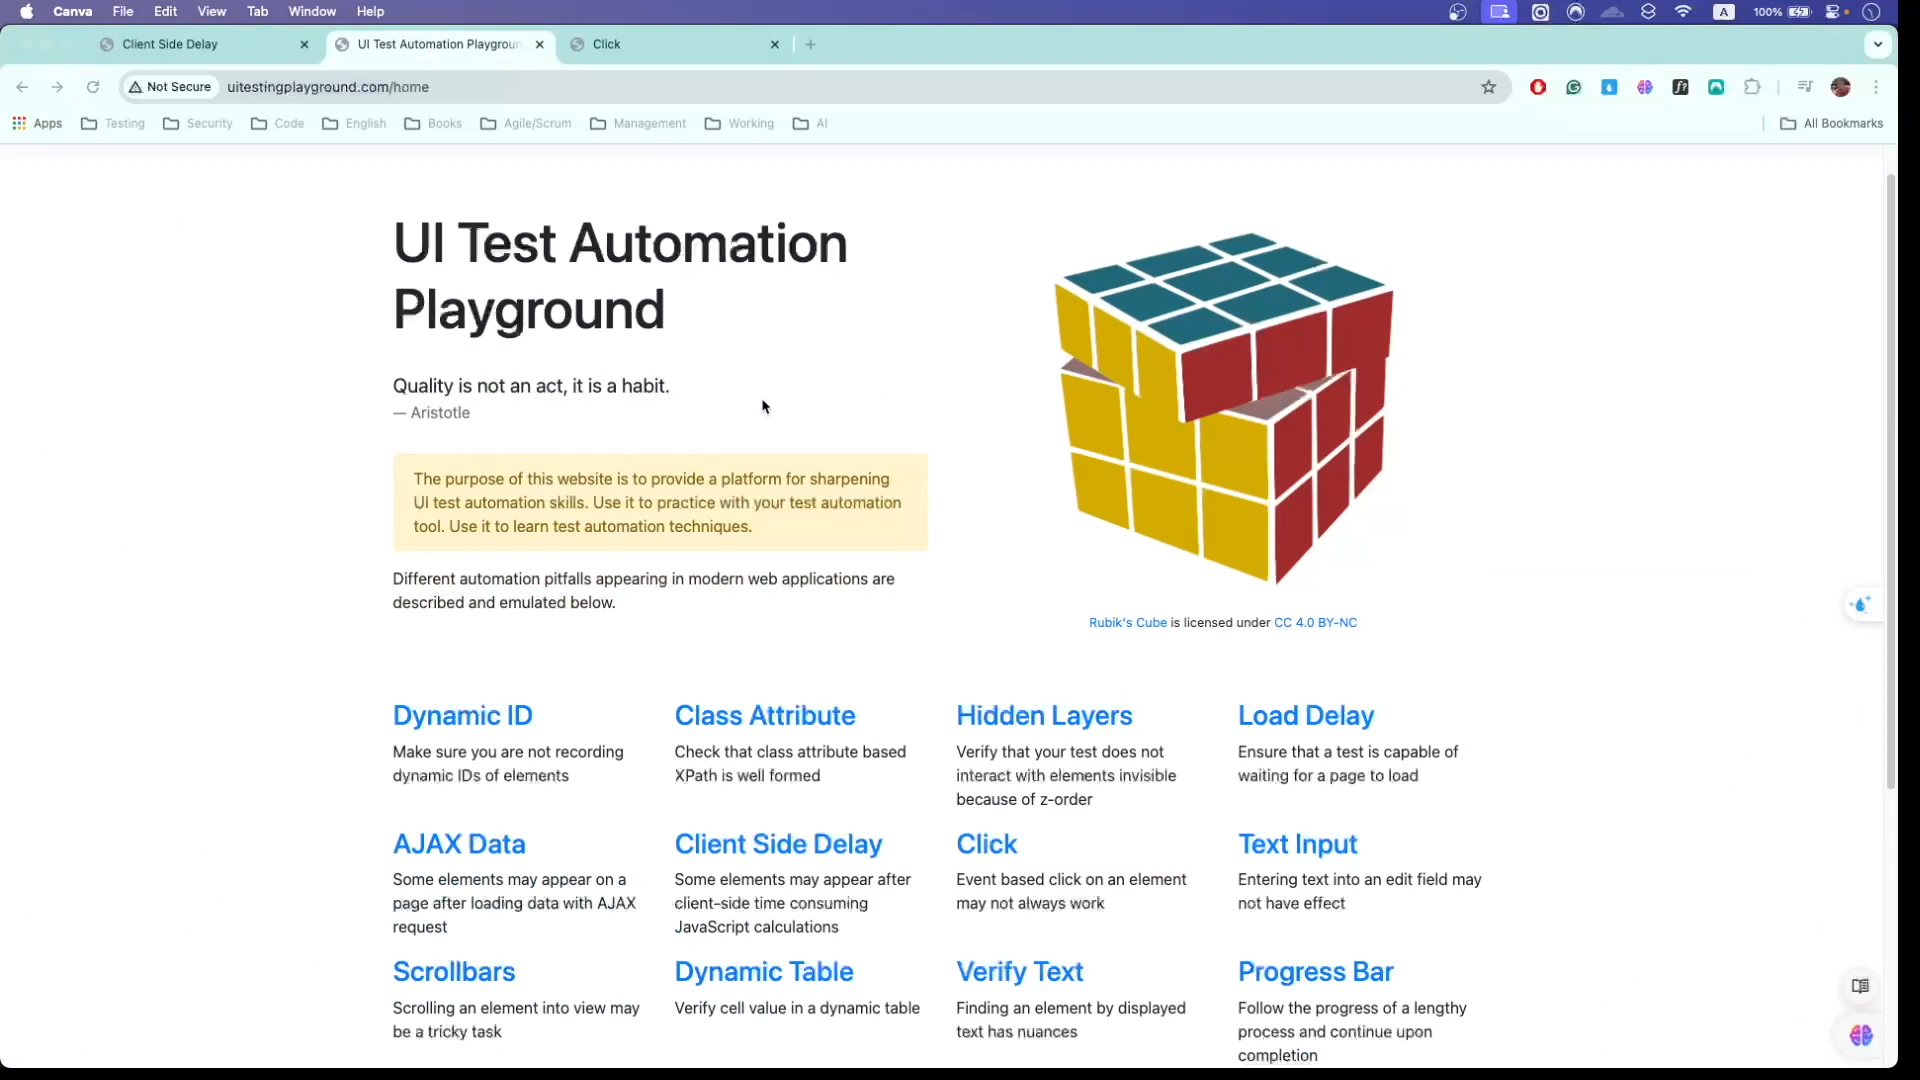 Canva File Edit View Tab Window Help A 100%
Client Side Delay UI Test Automation Playgroun Click
Not Secure uitestingplayground.com/home
Apps Testing Security Code English Books Agile/Scrum Management Working AI All Bookmarks
UI Test Automation
Playground
Quality is not an act, it is a habit.
— Aristotle
The purpose of this website is to provide a platform for sharpening
UI test automation skills. Use it to practice with your test automation
tool. Use it to learn test automation techniques.
Different automation pitfalls appearing in modern web applications are
described and emulated below.
Rubik's Cube is licensed under CC 4.0 BY-NC
Dynamic ID
Make sure you are not recording
dynamic IDs of elements
Class Attribute
Check that class attribute based
XPath is well formed
Hidden Layers
Verify that your test does not
interact with elements invisible
because of z-order
Load Delay
Ensure that a test is capable of
waiting for a page to load
AJAX Data
Some elements may appear on a
page after loading data with AJAX
request
Client Side Delay
Some elements may appear after
client-side time consuming
JavaScript calculations
Click
Event based click on an element
may not always work
Text Input
Entering text into an edit field may
not have effect
Scrollbars
Scrolling an element into view may
be a tricky task
Dynamic Table
Verify cell value in a dynamic table
Verify Text
Finding an element by displayed
text has nuances
Progress Bar
Follow the progress of a lengthy
process and continue upon
completion